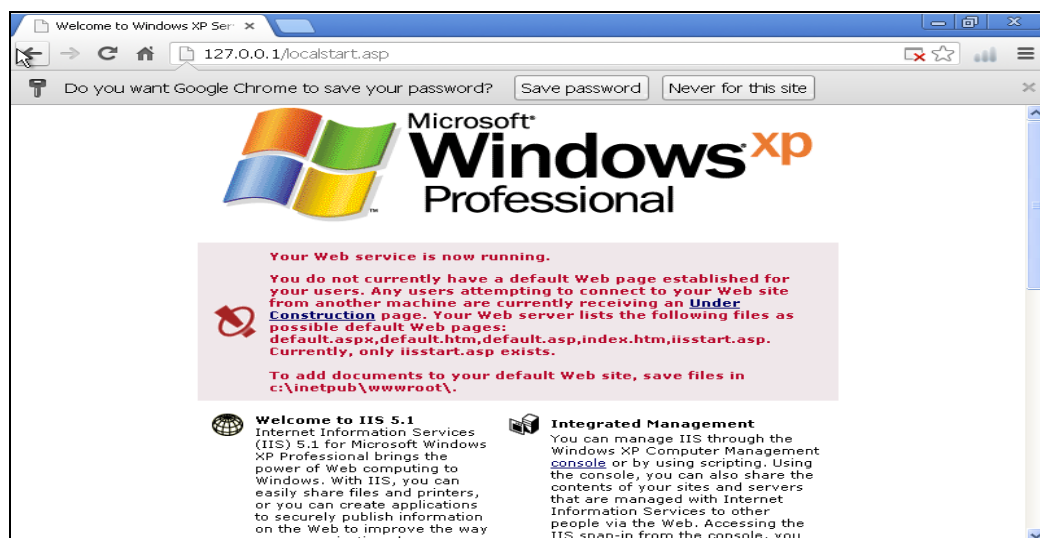 Welcome to Windows XP Ser
127.0.0.1/localstart.asp
Do you want Google Chrome to save your password? Save password Never for this site
Microsoft
Windows xp
Professional
Your Web service is now running.
You do not currently have a default Web page established for
your users. Any users attempting to connect to your Web site
from another machine are currently receiving an Under
Construction page. Your Web server lists the following files as
possible default Web pages:
default.aspx,default.htm,default.asp,index.htm,iisstart.asp.
Currently, only iisstart.asp exists.
To add documents to your default Web site, save files in
c:\inetpub\wwwroot\.
Welcome to IIS 5.1
Internet Information Services
(IIS) 5.1 for Microsoft Windows
XP Professional brings the
power of Web computing to
Windows. With IIS, you can
easily share files and printers,
or you can create applications
to securely publish information
on the Web to improve the way
Integrated Management
You can manage IIS through the
Windows XP Computer Management
console or by using scripting. Using
the console, you can also share the
contents of your sites and servers
that are managed with Internet
Information Services to other
people via the Web. Accessing the
IIS snap-in from the console, you